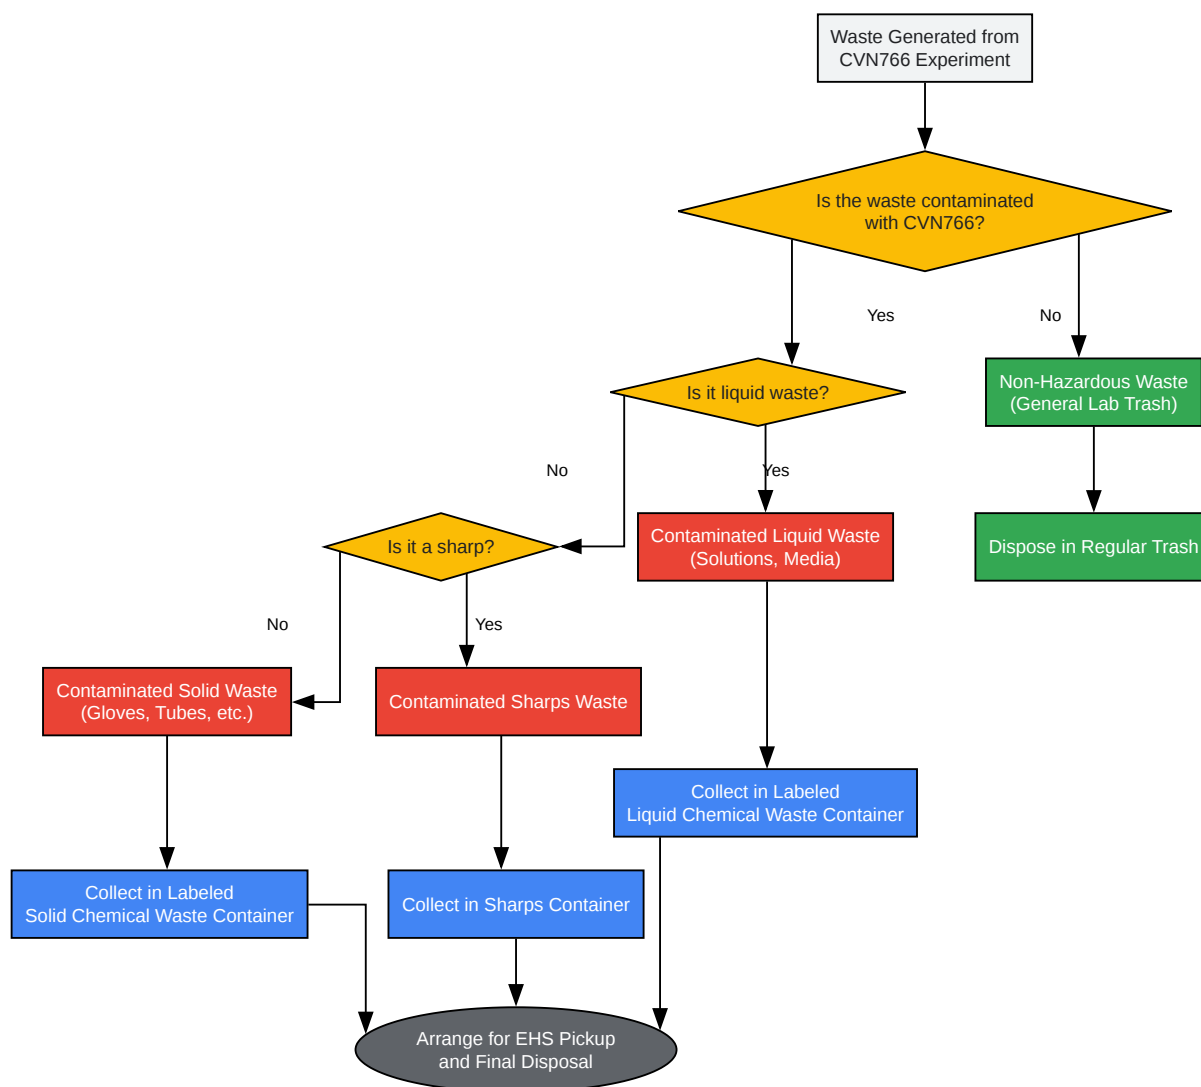 Waste Generated from
CVN766 Experiment
Is the waste contaminated
with CVN766?
Yes
No
Is it liquid waste?
Non-Hazardous Waste
(General Lab Trash)
No
Yes
Is it a sharp?
Contaminated Liquid Waste
(Solutions, Media)
Dispose in Regular Trash
No
Yes
Contaminated Solid Waste
(Gloves, Tubes, etc.)
Contaminated Sharps Waste
Collect in Labeled
Liquid Chemical Waste Container
Collect in Labeled
Solid Chemical Waste Container
Collect in Sharps Container
Arrange for EHS Pickup
and Final Disposal